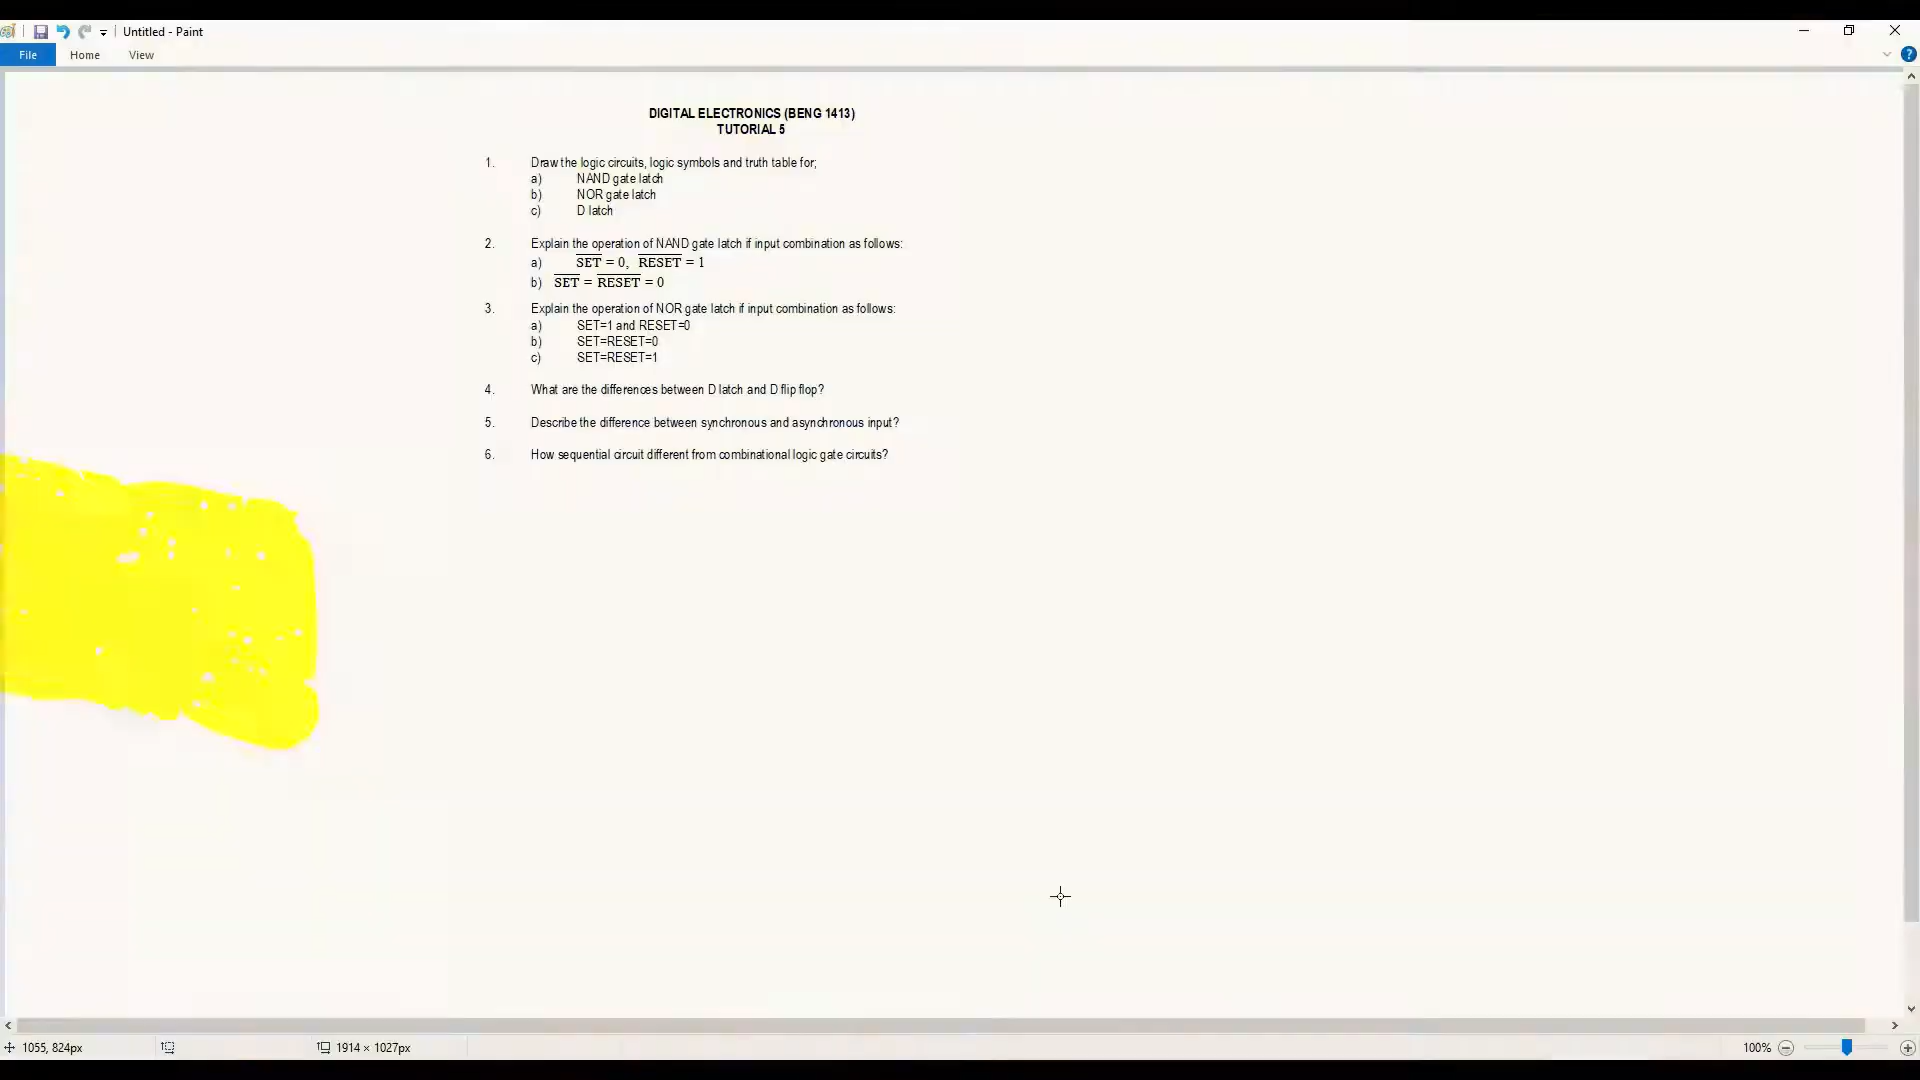 Untitled - Paint
File Home View
DIGITAL ELECTRONICS (BENG 1413)
TUTORIAL 5
1. Draw the logic circuits, logic symbols and truth table for;
a) NAND gate latch
b) NOR gate latch
c) D latch
2. Explain the operation of NAND gate latch if input combination as follows:
a) S̅E̅T̅ = 0, R̅E̅S̅E̅T̅ = 1
b) S̅E̅T̅ = R̅E̅S̅E̅T̅ = 0
3. Explain the operation of NOR gate latch if input combination as follows:
a) SET=1 and RESET=0
b) SET=RESET=0
c) SET=RESET=1
4. What are the differences between D latch and D flip flop?
5. Describe the difference between synchronous and asynchronous input?
6. How sequential circuit different from combinational logic gate circuits?
1055, 824px 1914 × 1027px 100%